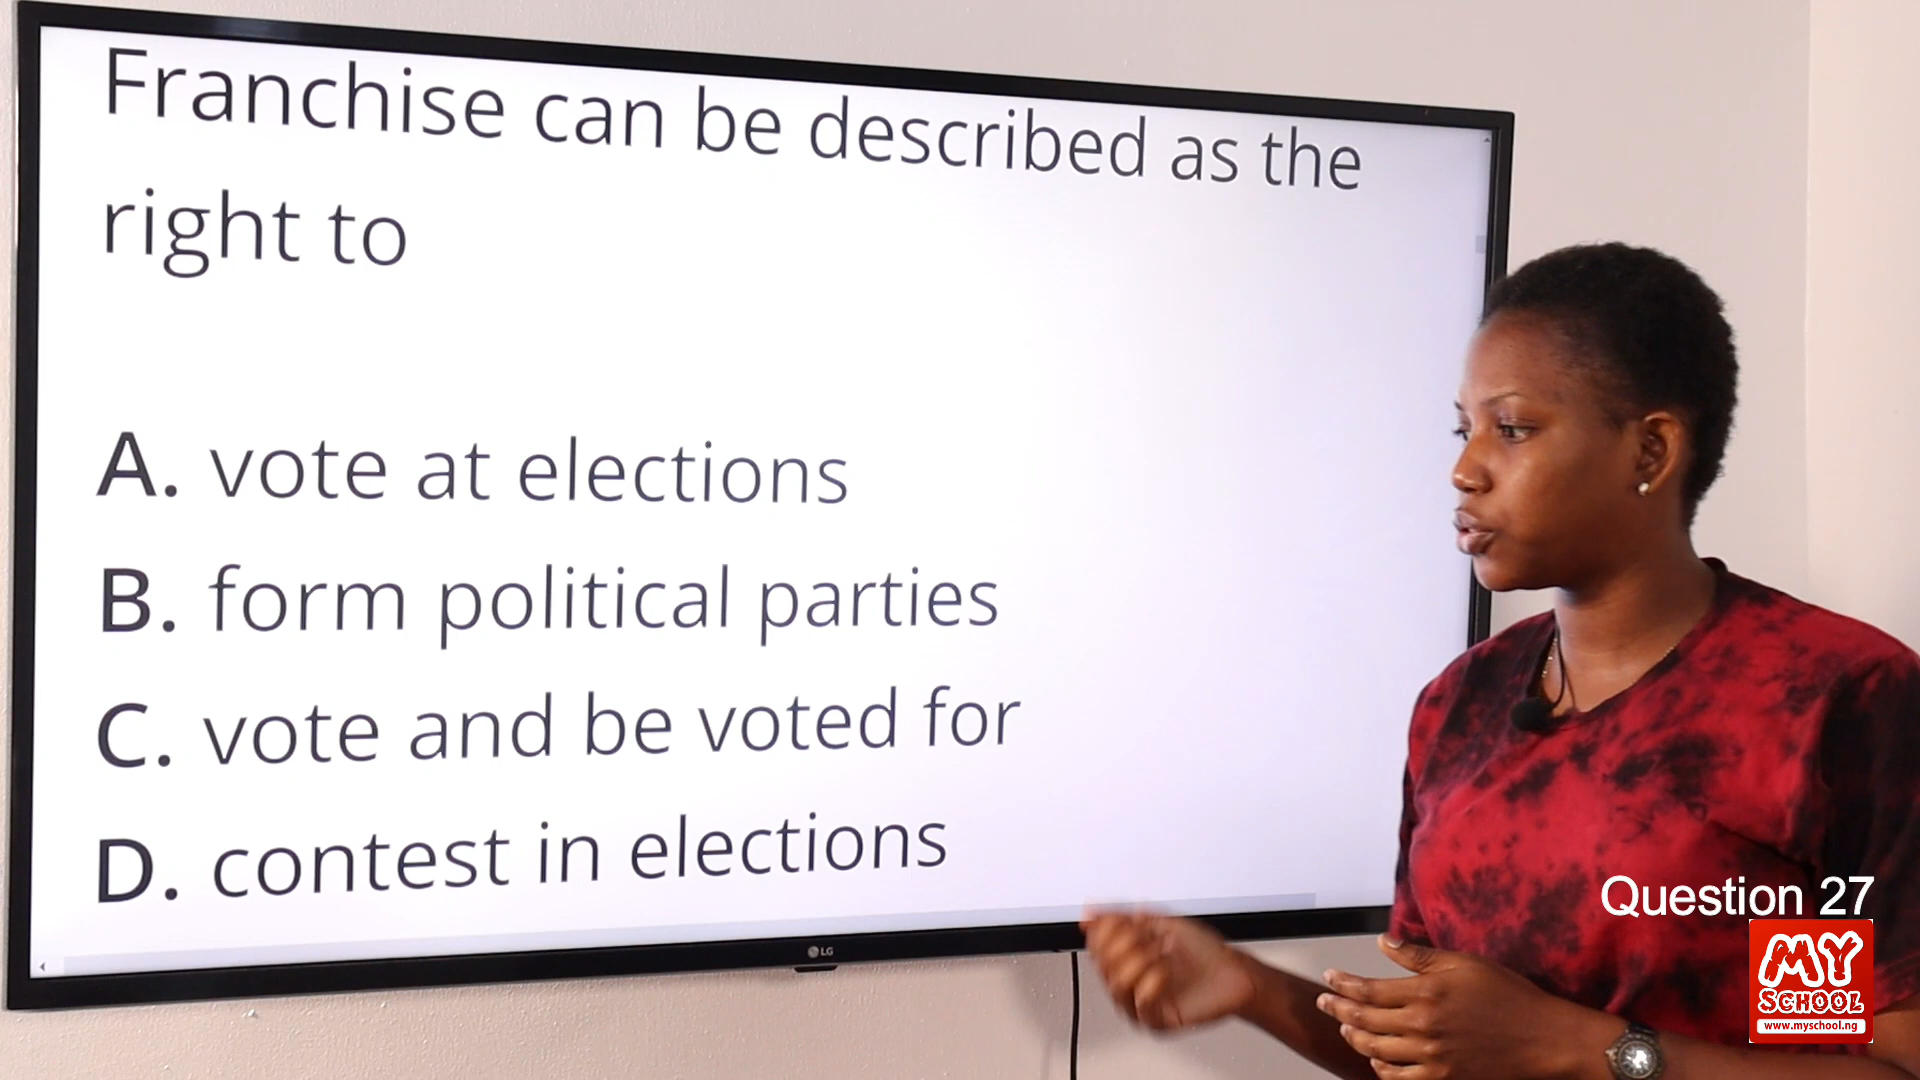 Franchise can be described as the
right to
A. vote at elections
B. form political parties
C. vote and be voted for
D. contest in elections
LG
Question 27
MY
SCHOOL
www.myschool.ng